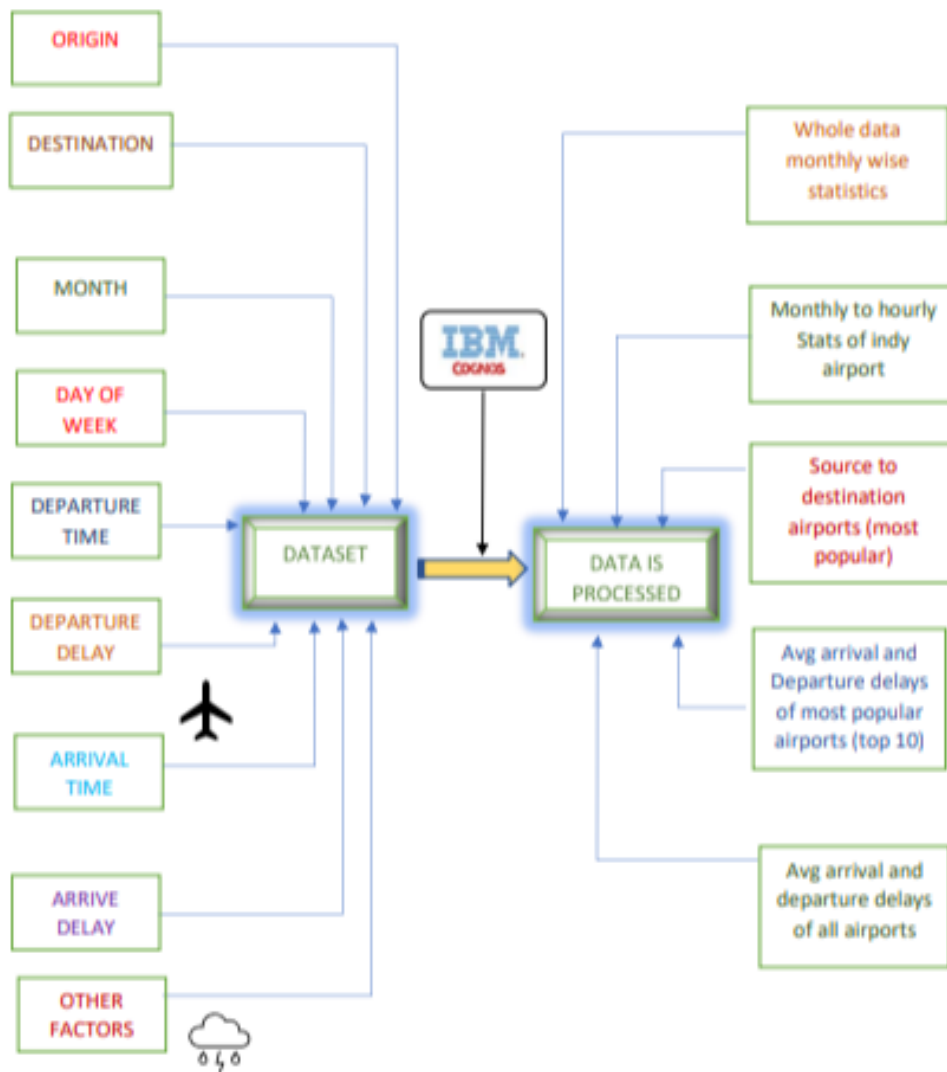 ORIGIN
DESTINATION
MONTH
DAY OF
WEEK
DEPARTURE
TIME
DEPARTURE
DELAY
ARRIVAL
TIME
ARRIVE
DELAY
OTHER
FACTORS
DATASET
IBM
COGNOS
DATA IS
PROCESSED
Whole data
monthly wise
statistics
Monthly to hourly
Stats of indy
airport
Source to
destination
airports (most
popular)
Avg arrival and
Departure delays
of most popular
airports (top 10)
Avg arrival and
departure delays
of all airports